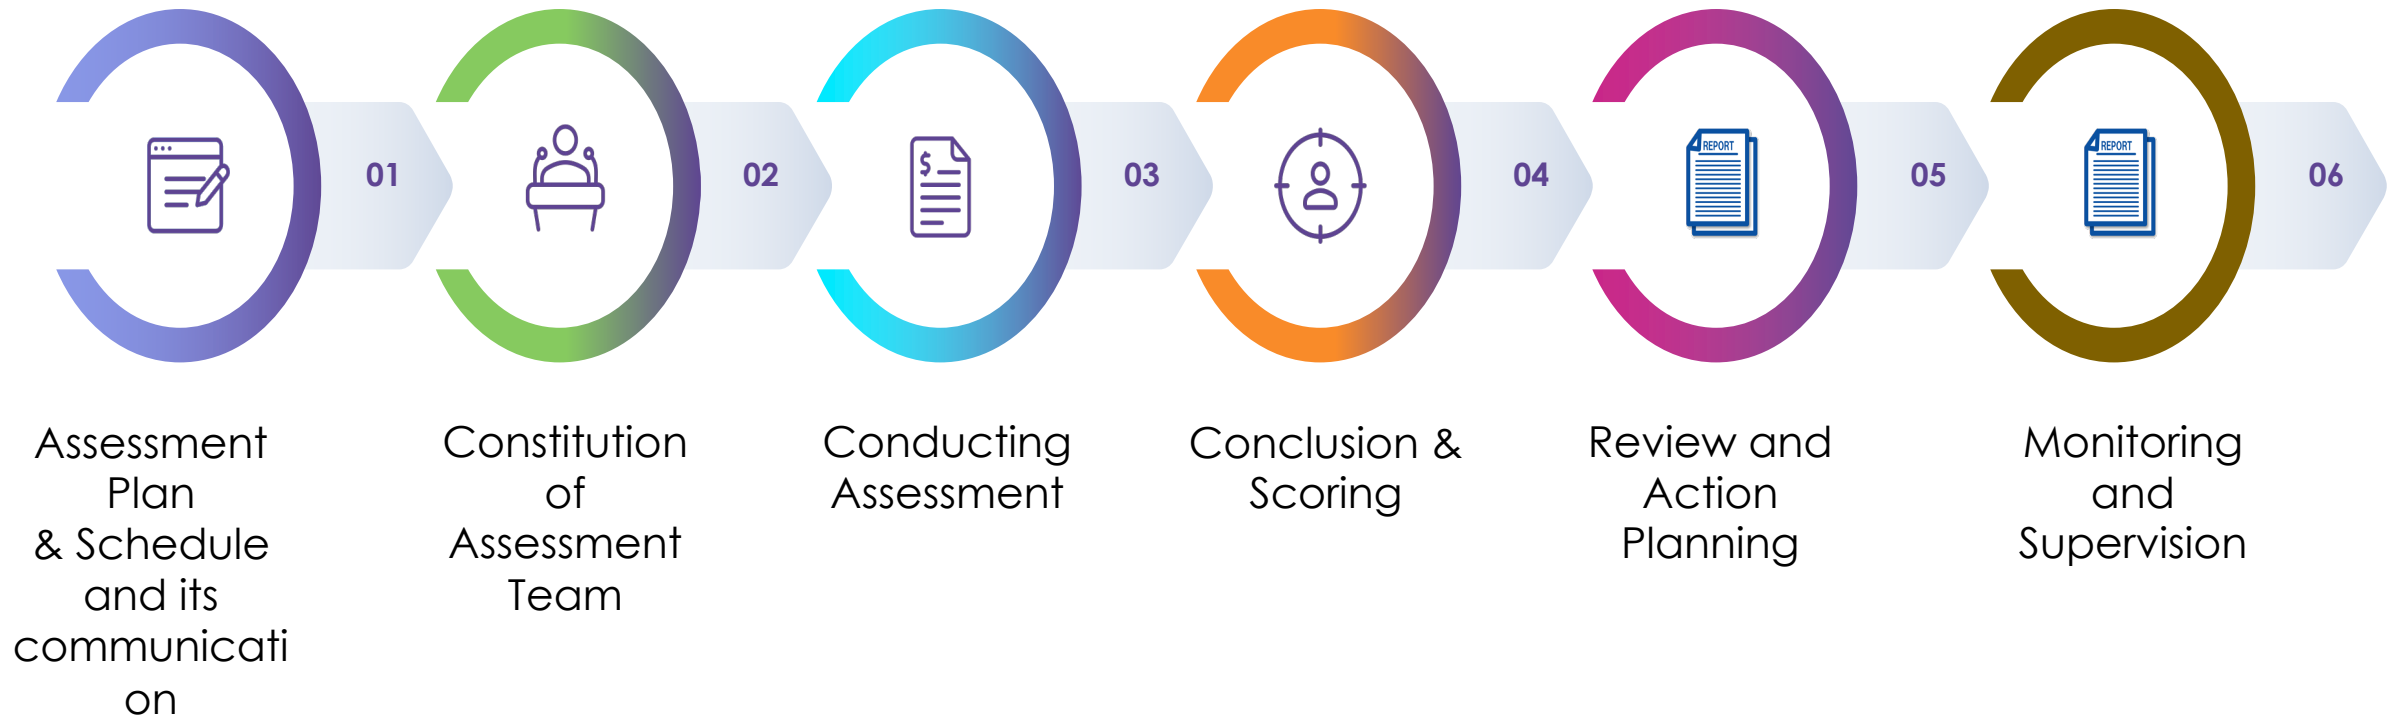 01
02
03
$
04
REPORT
05
REPORT
06
Assessment
Plan
& Schedule
and its
communicati
on
Constitution
of
Assessment
Team
Conducting
Assessment
Conclusion &
Scoring
Review and
Action
Planning
Monitoring
and
Supervision